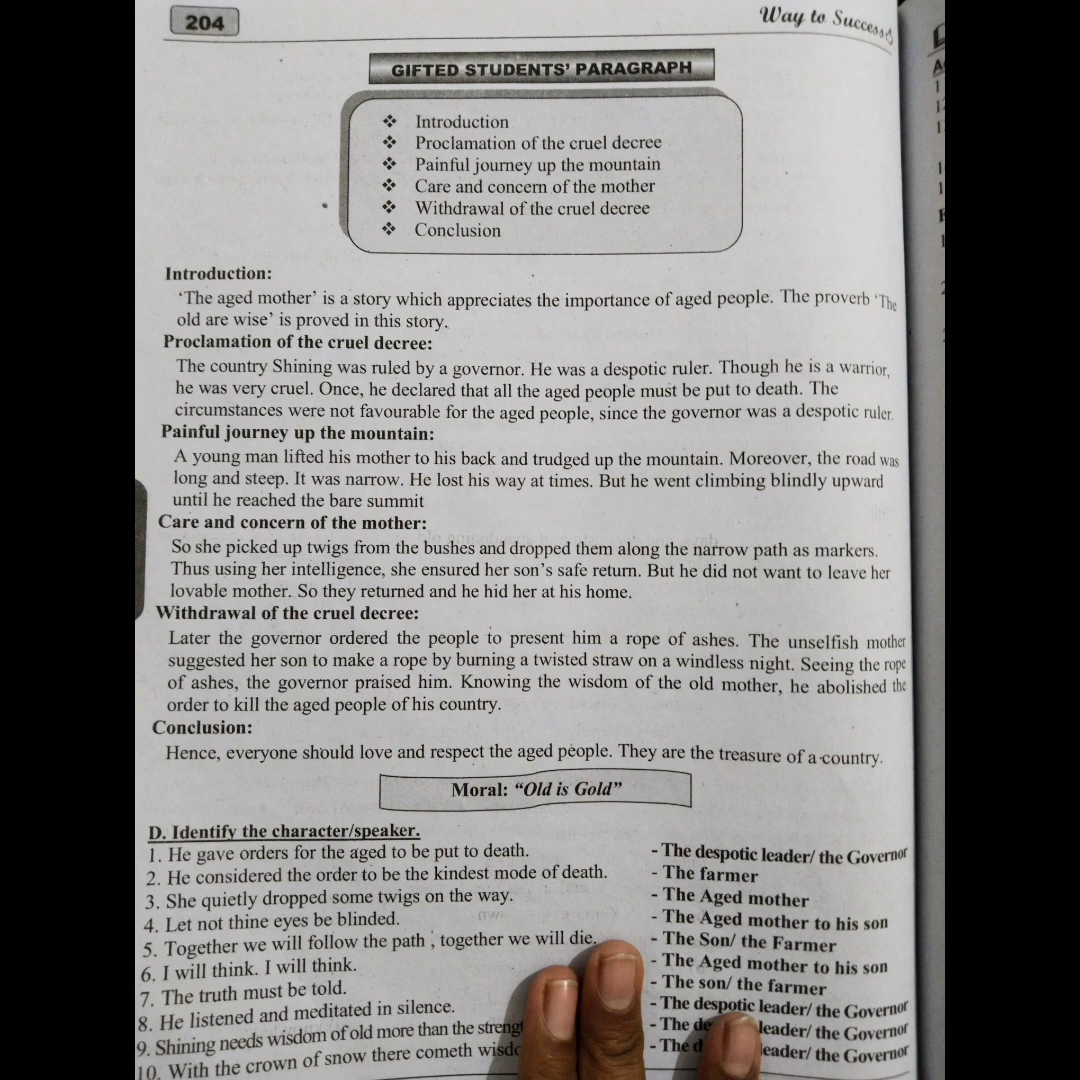 204
Way to Success
GIFTED STUDENTS' PARAGRAPH
❖ Introduction
❖ Proclamation of the cruel decree
❖ Painful journey up the mountain
❖ Care and concern of the mother
❖ Withdrawal of the cruel decree
❖ Conclusion
Introduction:
'The aged mother' is a story which appreciates the importance of aged people. The proverb 'The
old are wise' is proved in this story.
Proclamation of the cruel decree:
The country Shining was ruled by a governor. He was a despotic ruler. Though he is a warrior,
he was very cruel. Once, he declared that all the aged people must be put to death. The
circumstances were not favourable for the aged people, since the governor was a despotic ruler.
Painful journey up the mountain:
A young man lifted his mother to his back and trudged up the mountain. Moreover, the road was
long and steep. It was narrow. He lost his way at times. But he went climbing blindly upward
until he reached the bare summit
Care and concern of the mother:
So she picked up twigs from the bushes and dropped them along the narrow path as markers.
Thus using her intelligence, she ensured her son's safe return. But he did not want to leave her
lovable mother. So they returned and he hid her at his home.
Withdrawal of the cruel decree:
Later the governor ordered the people to present him a rope of ashes. The unselfish mother
suggested her son to make a rope by burning a twisted straw on a windless night. Seeing the rope
of ashes, the governor praised him. Knowing the wisdom of the old mother, he abolished the
order to kill the aged people of his country.
Conclusion:
Hence, everyone should love and respect the aged people. They are the treasure of a country.
Moral: "Old is Gold"
D. Identify the character/speaker.
1. He gave orders for the aged to be put to death. - The despotic leader/ the Governor
2. He considered the order to be the kindest mode of death. - The farmer
3. She quietly dropped some twigs on the way. - The Aged mother
4. Let not thine eyes be blinded. - The Aged mother to his son
5. Together we will follow the path , together we will die. - The Son/ the Farmer
6. I will think. I will think. - The Aged mother to his son
7. The truth must be told. - The son/ the farmer
8. He listened and meditated in silence. - The despotic leader/ the Governor
9. Shining needs wisdom of old more than the - The leader/ the Governor
10. With the crown of snow there cometh - The leader/ the Governor